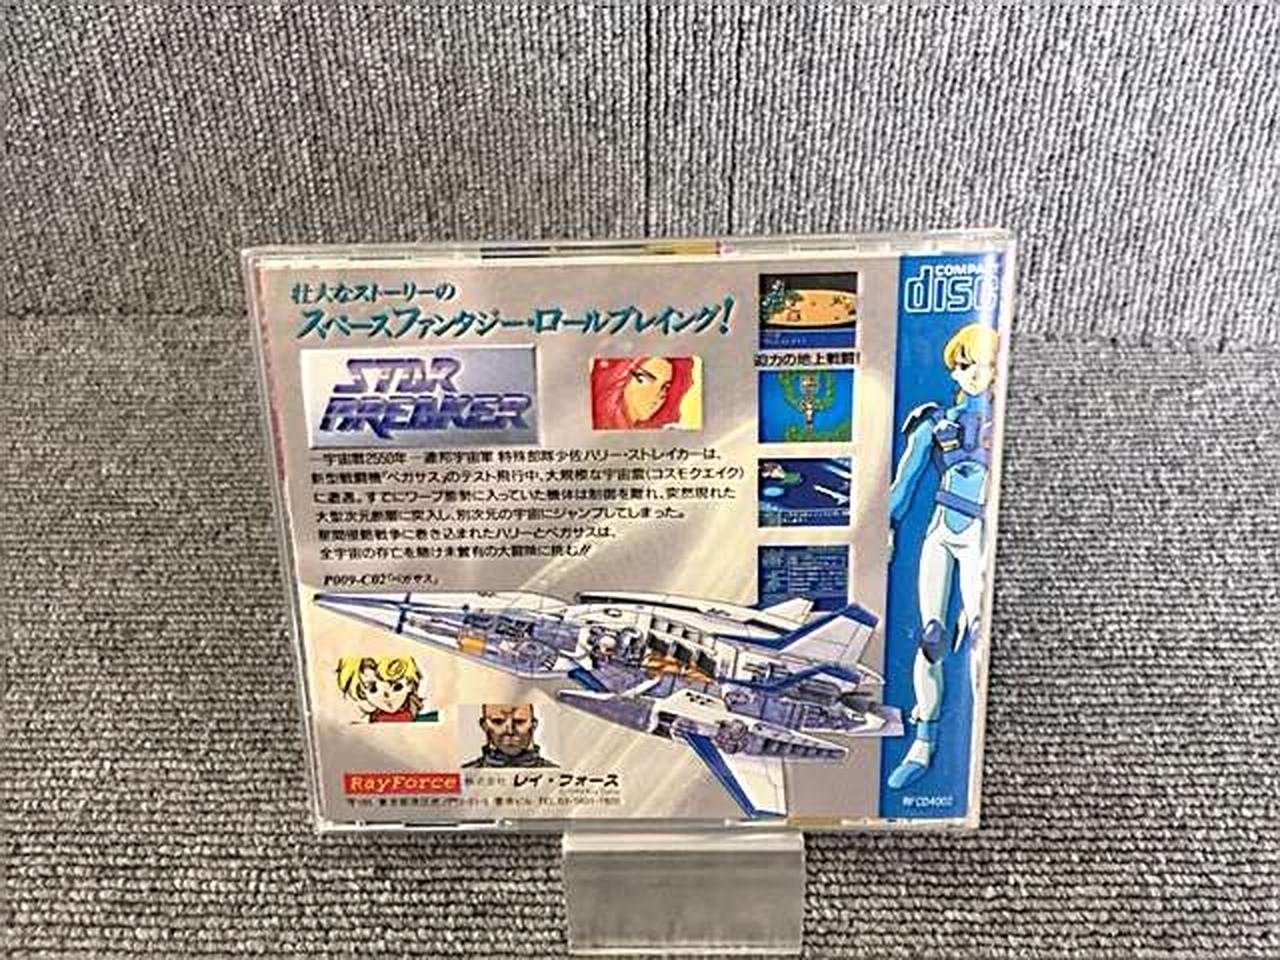 壮大なストーリーの
スペースファンタジー・ロールプレイング!
COMPACT
disc
STAR
BREAKER
迫力の地上戦闘!
宇宙暦2550年―連邦宇宙軍 特殊部隊少佐ハリー・ストレイカーは、
新型戦闘機「ペガサス」のテスト飛行中、大規模な宇宙震(コスモクエイク)
に遭遇。すでにワープ態勢に入っていた機体は制御を離れ、突然現れた
大型次元断層に突入し、別次元の宇宙にジャンプしてしまった。
星間侵略戦争に巻き込まれたハリーとペガサスは、
全宇宙の存亡を賭け未曾有の大冒険に挑む!!
P009-C02「ペガサス」
RayForce 株式会社 レイ・フォース
RFCD4002